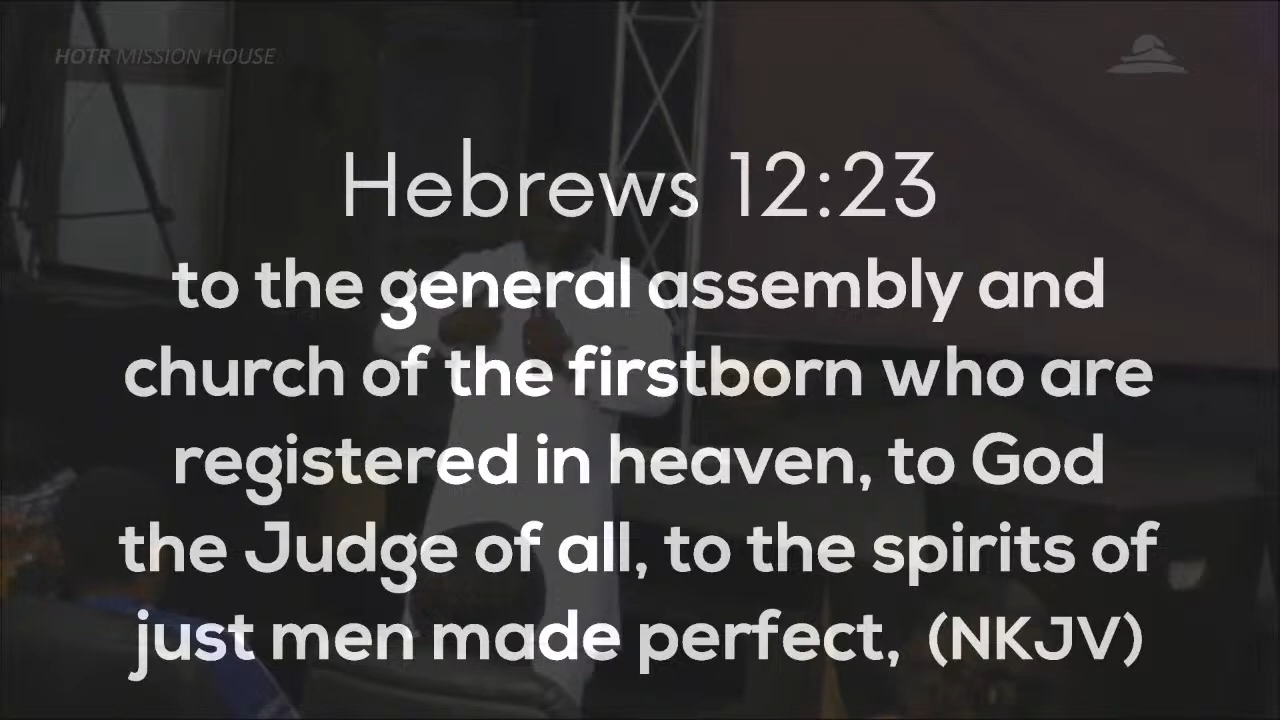 HOTR MISSION HOUSE
Hebrews 12:23
to the general assembly and
church of the firstborn who are
registered in heaven, to God
the Judge of all, to the spirits of
just men made perfect, (NKJV)